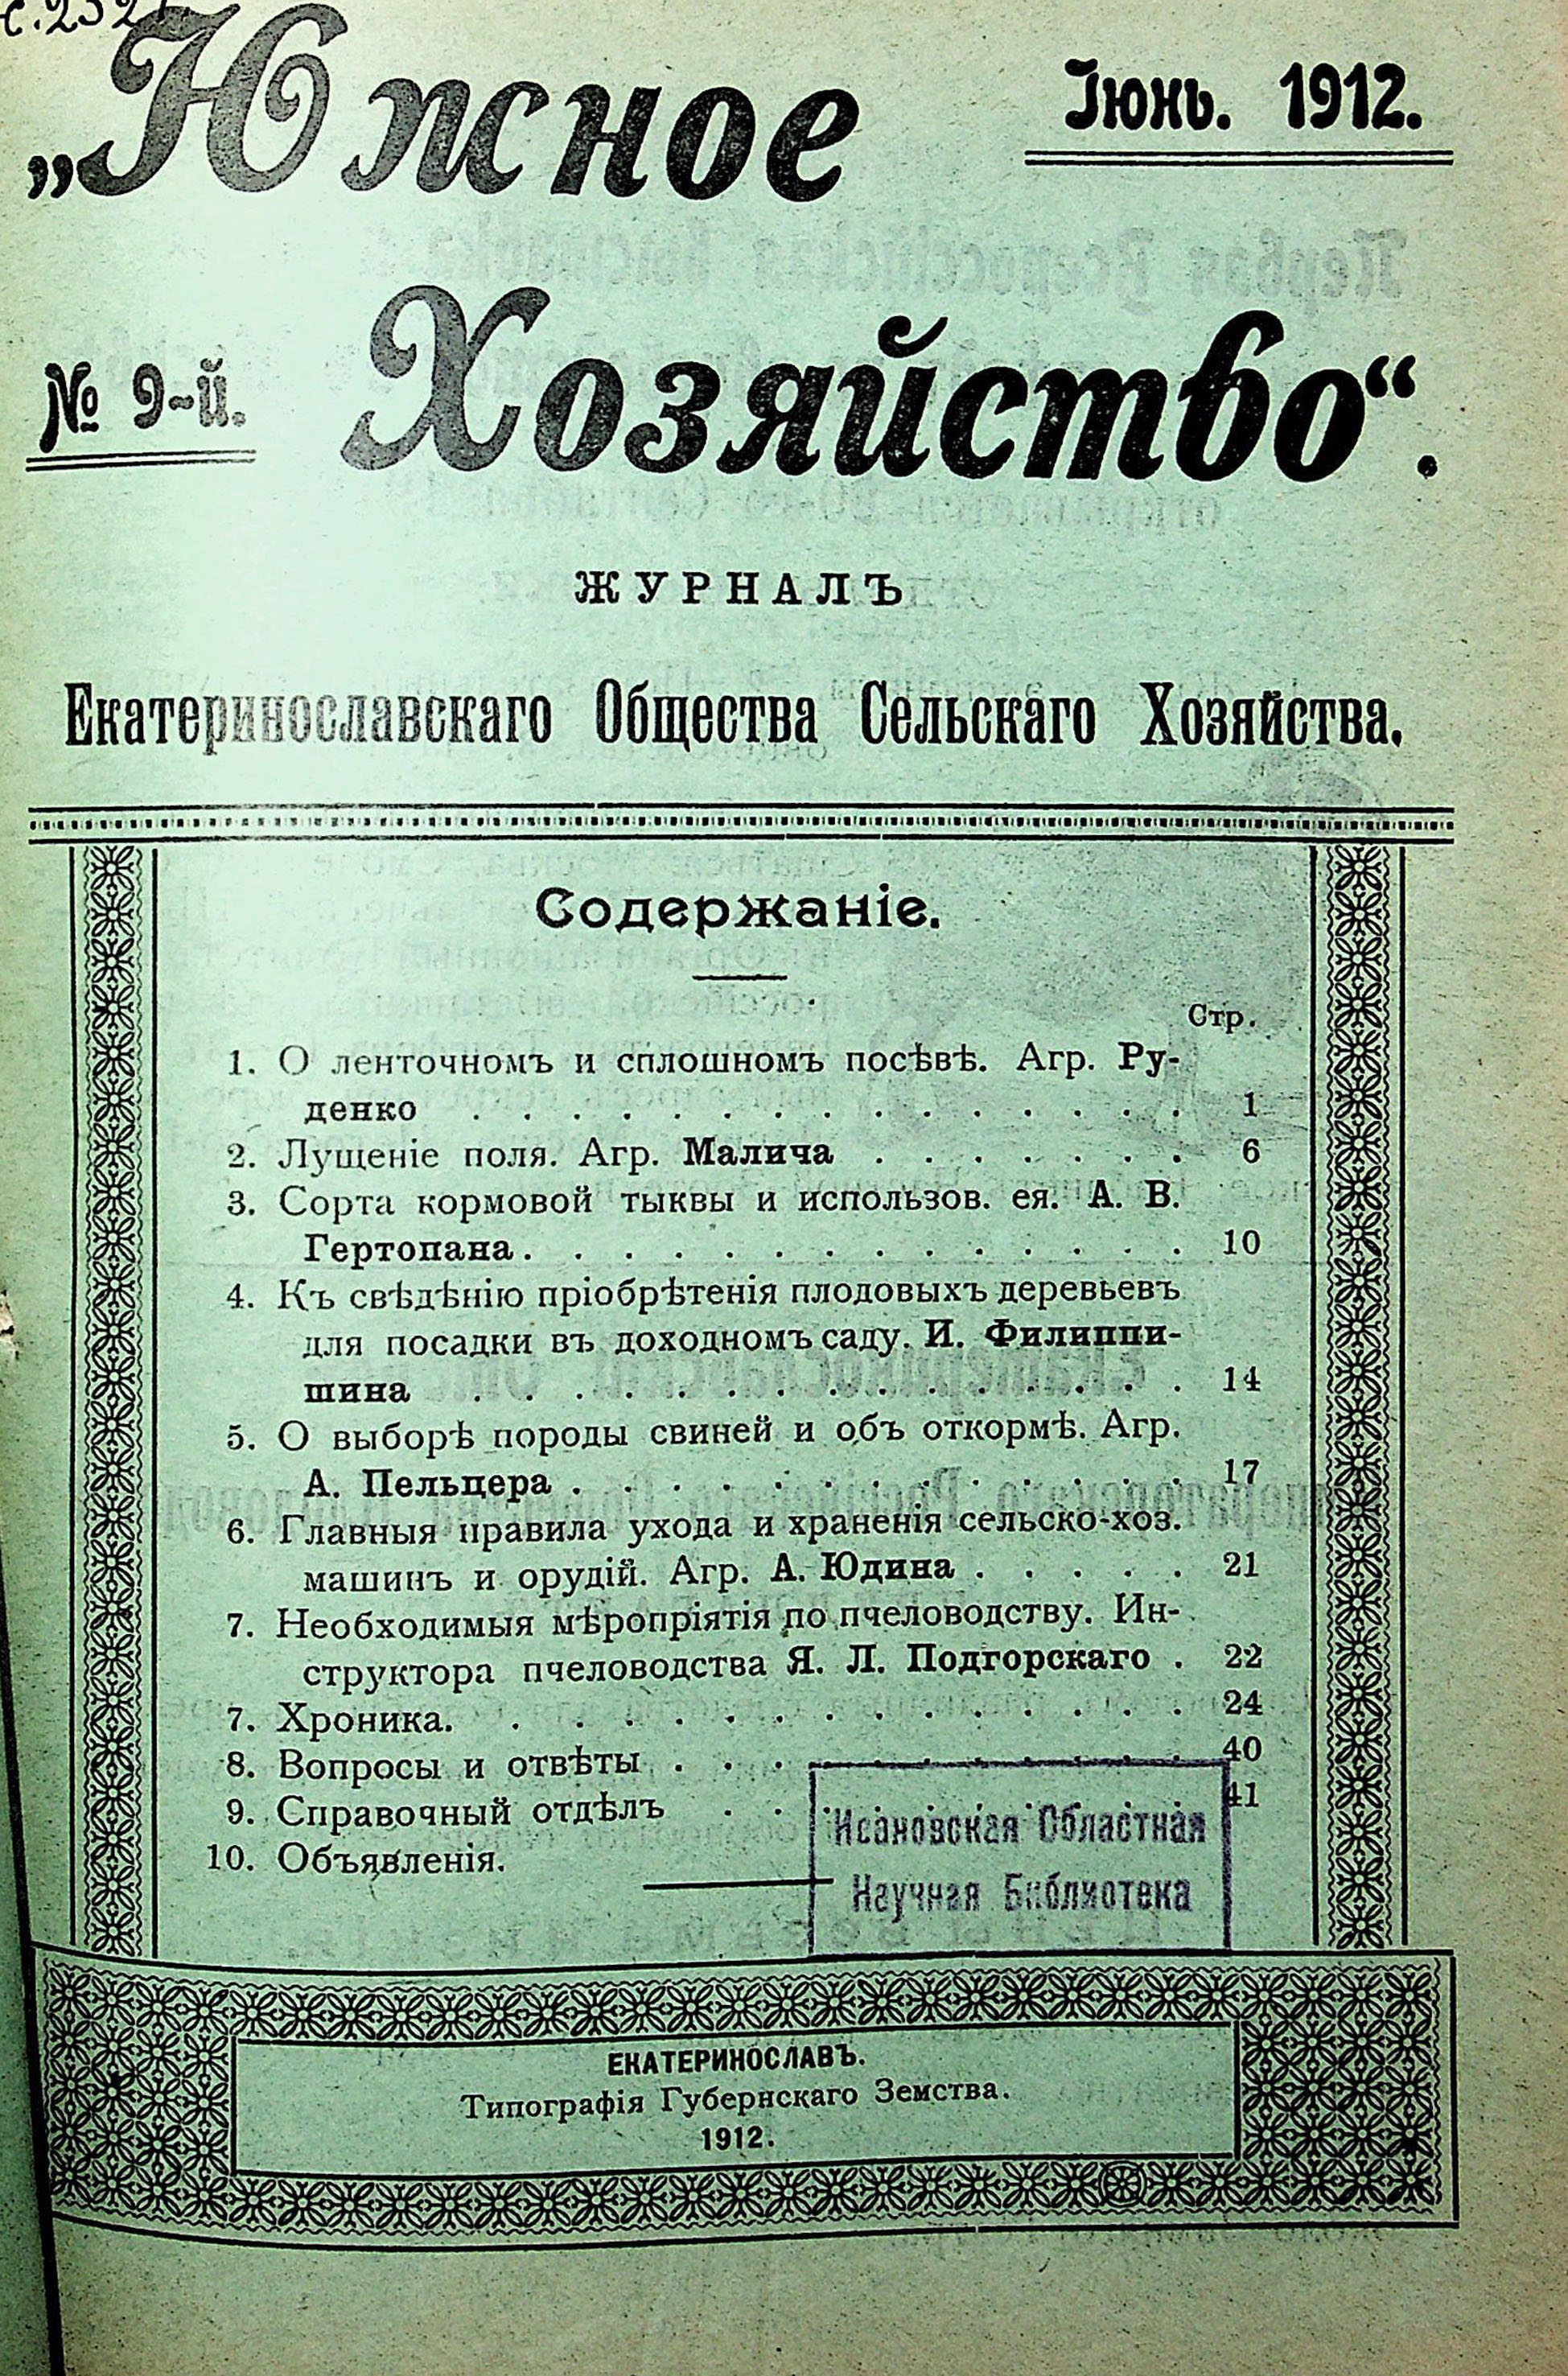 „Южное
Іюнь. 1912.
№ 9-й.
Хозяйство“.
ЖУРНАЛЪ
Екатеринославскаго Общества Сельскаго Хозяйства.
Содержаніе.
Стр.
1. О ленточномъ и сплошномъ посѣвѣ. Агр. Ру-
денко . . . . . . . . . . . . . . . 1
2. Лущеніе поля. Агр. Малича . . . . . . . 6
3. Сорта кормовой тыквы и использов. ея. А. В.
Гертопана . . . . . . . . . . . . . . 10
4. Къ свѣдѣнію пріобрѣтенія плодовыхъ деревьевъ
для посадки въ доходномъ саду. И. Филиппи-
шина . . . . . . . . . . . . . . . 14
5. О выборѣ породы свиней и объ откормѣ. Агр.
А. Пельцера . . . . . . . . . . . . . 17
6. Главныя правила ухода и храненія сельско-хоз.
машинъ и орудій. Агр. А. Юдина . . . . . 21
7. Необходимыя мѣропріятія по пчеловодству. Ин-
структора пчеловодства Я. Л. Подгорскаго . 22
7. Хроника. . . . . . . . . . . . . . . 24
8. Вопросы и отвѣты . . . . . . . . . . . 40
9. Справочный отдѣлъ . . . . . . . . . . 41
10. Объявленія.
Ивановская Областная
Научная Библиотека
ЕКАТЕРИНОСЛАВЪ.
Типографія Губернскаго Земства.
1912.